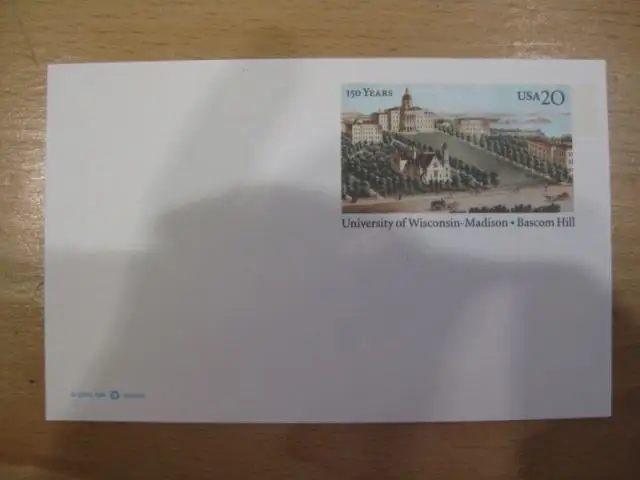 150 YEARS
USA20
University of Wisconsin-Madison • Bascom Hill